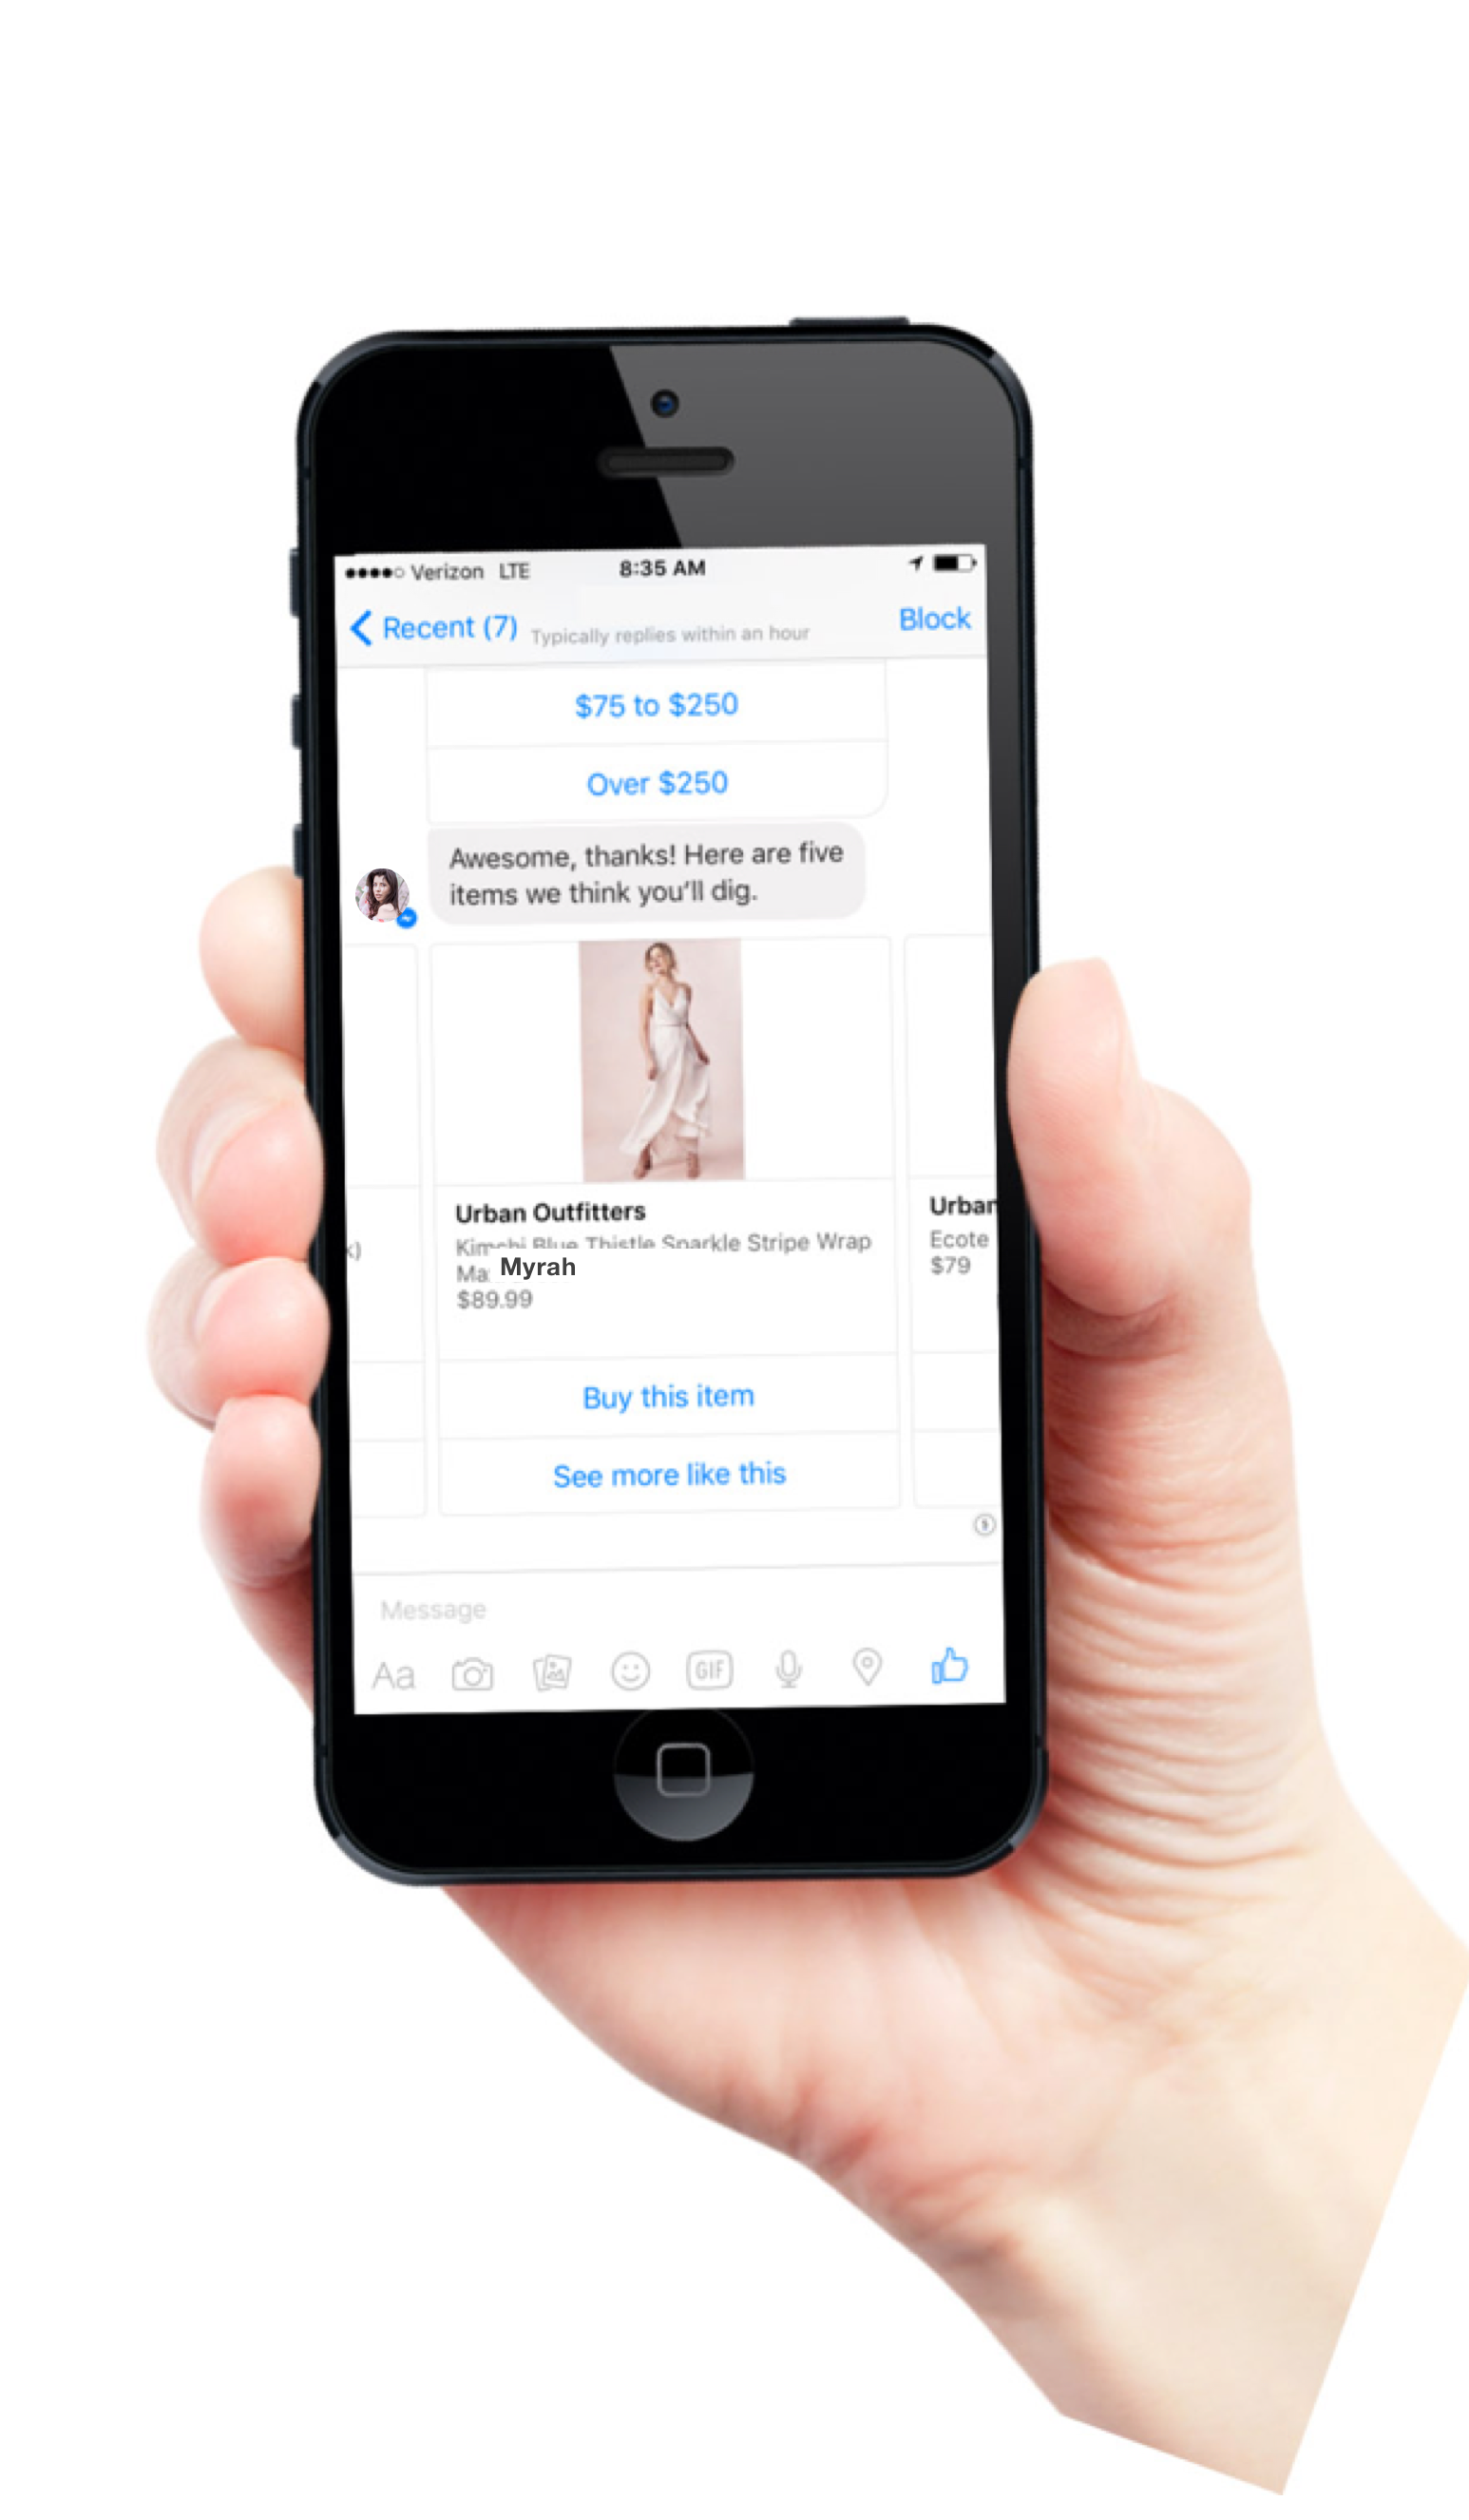 Verizon LTE 8:35 AM
Recent (7) Typically replies within an hour Block
$75 to $250
Over $250
Awesome, thanks! Here are five
items we think you'll dig.
Urban Outfitters
Kimchi Blue Thistle Sparkle Stripe Wrap
Myrah
$89.99
Buy this item
See more like this
Urban
Ecote
$79
Message
Aa
GIF